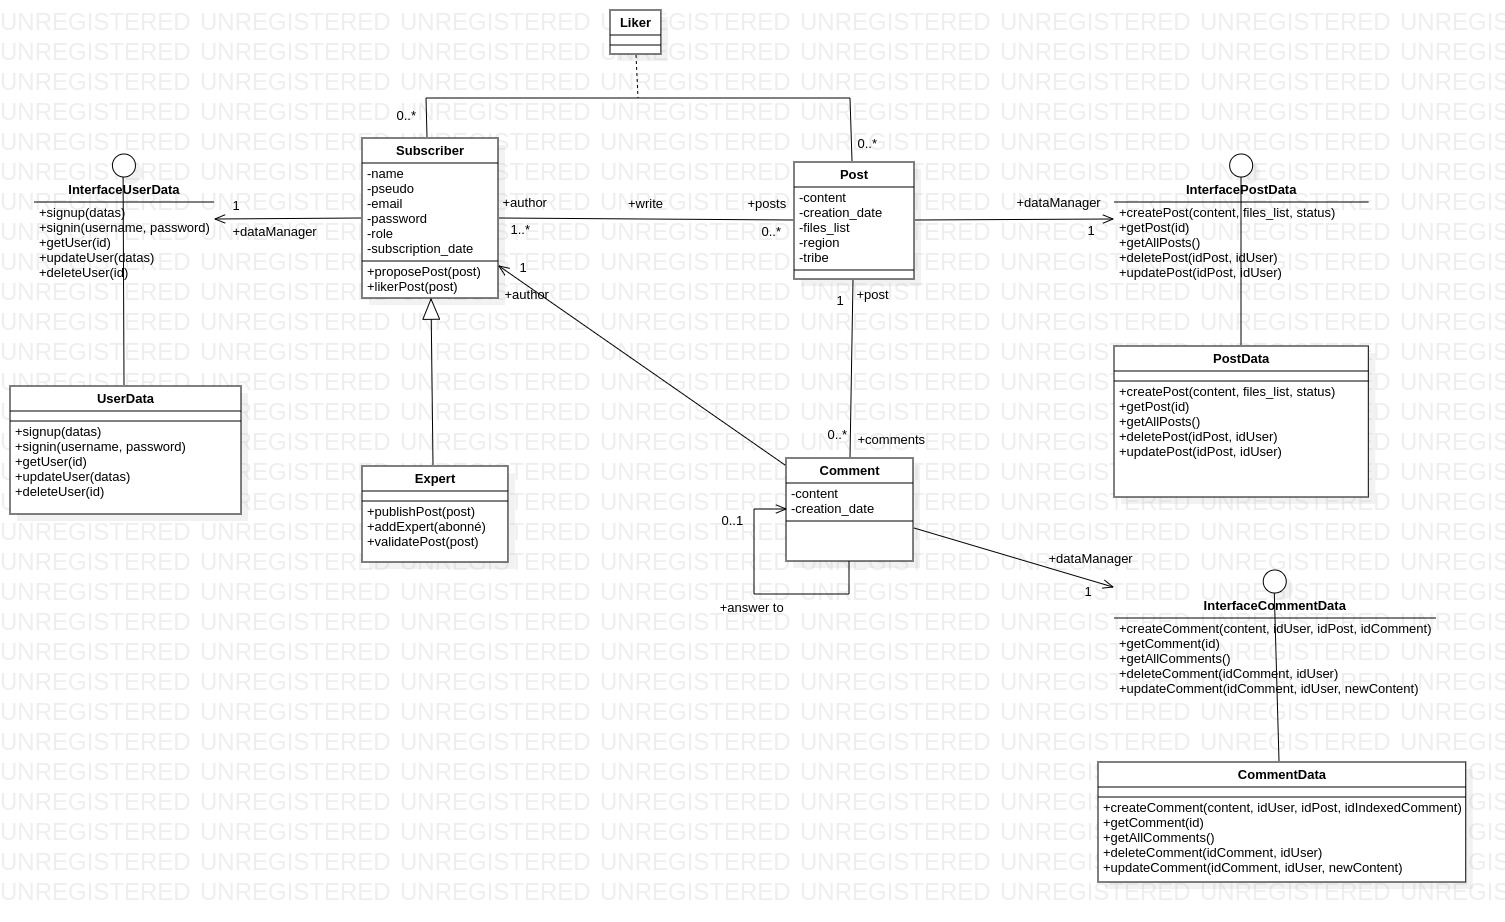 Liker
0..*
0..*
Subscriber
-name
-pseudo
-email
-password
-role
-subscription_date
+proposePost(post)
+likerPost(post)
InterfaceUserData
+signup(datas)
+signin(username, password)
+getUser(id)
+updateUser(datas)
+deleteUser(id)
1
+dataManager
+author
1..*
+write
+posts
0..*
Post
-content
-creation_date
-files_list
-region
-tribe
+dataManager
1
InterfacePostData
+createPost(content, files_list, status)
+getPost(id)
+getAllPosts()
+deletePost(idPost, idUser)
+updatePost(idPost, idUser)
1
+author
1
+post
UserData
+signup(datas)
+signin(username, password)
+getUser(id)
+updateUser(datas)
+deleteUser(id)
PostData
+createPost(content, files_list, status)
+getPost(id)
+getAllPosts()
+deletePost(idPost, idUser)
+updatePost(idPost, idUser)
0..*
+comments
Expert
+publishPost(post)
+addExpert(abonné)
+validatePost(post)
Comment
-content
-creation_date
0..1
+answer to
+dataManager
1
InterfaceCommentData
+createComment(content, idUser, idPost, idComment)
+getComment(id)
+getAllComments()
+deleteComment(idComment, idUser)
+updateComment(idComment, idUser, newContent)
CommentData
+createComment(content, idUser, idPost, idIndexedComment)
+getComment(id)
+getAllComments()
+deleteComment(idComment, idUser)
+updateComment(idComment, idUser, newContent)
UNREGISTERED